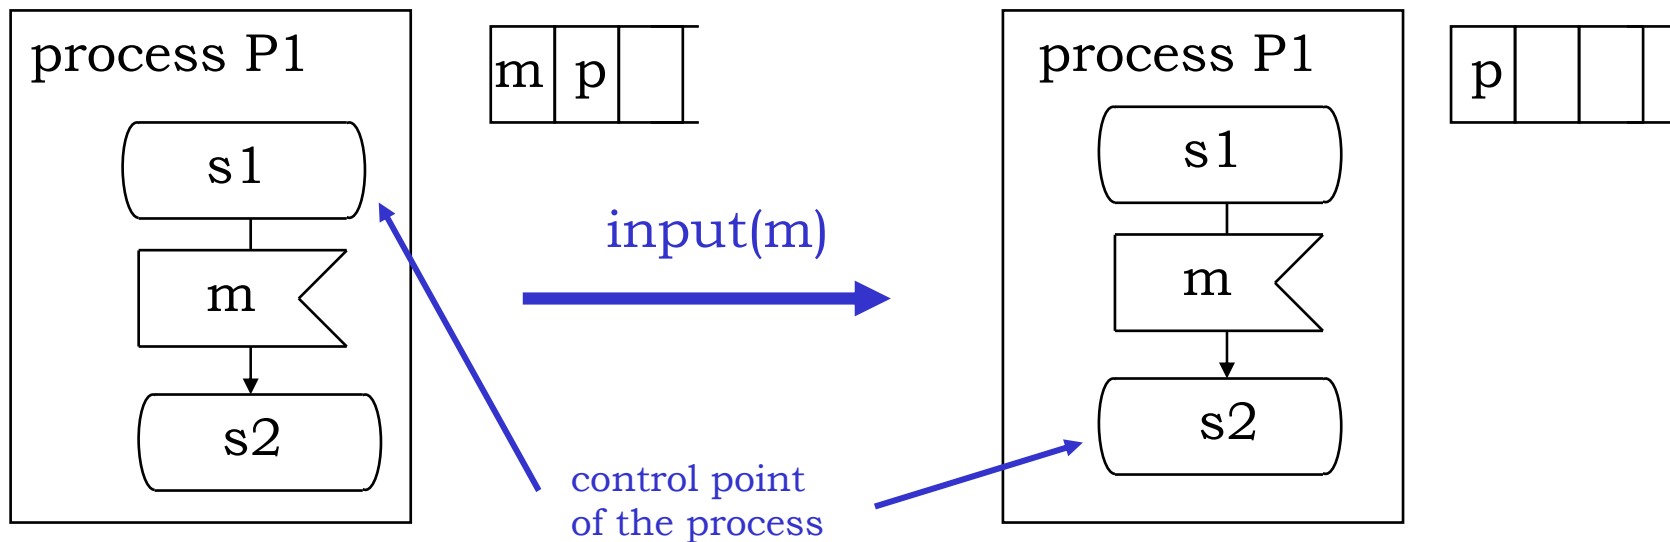 process P1
m p
s1
m
s2
input(m)
control point
of the process
process P1
p
s1
m
s2